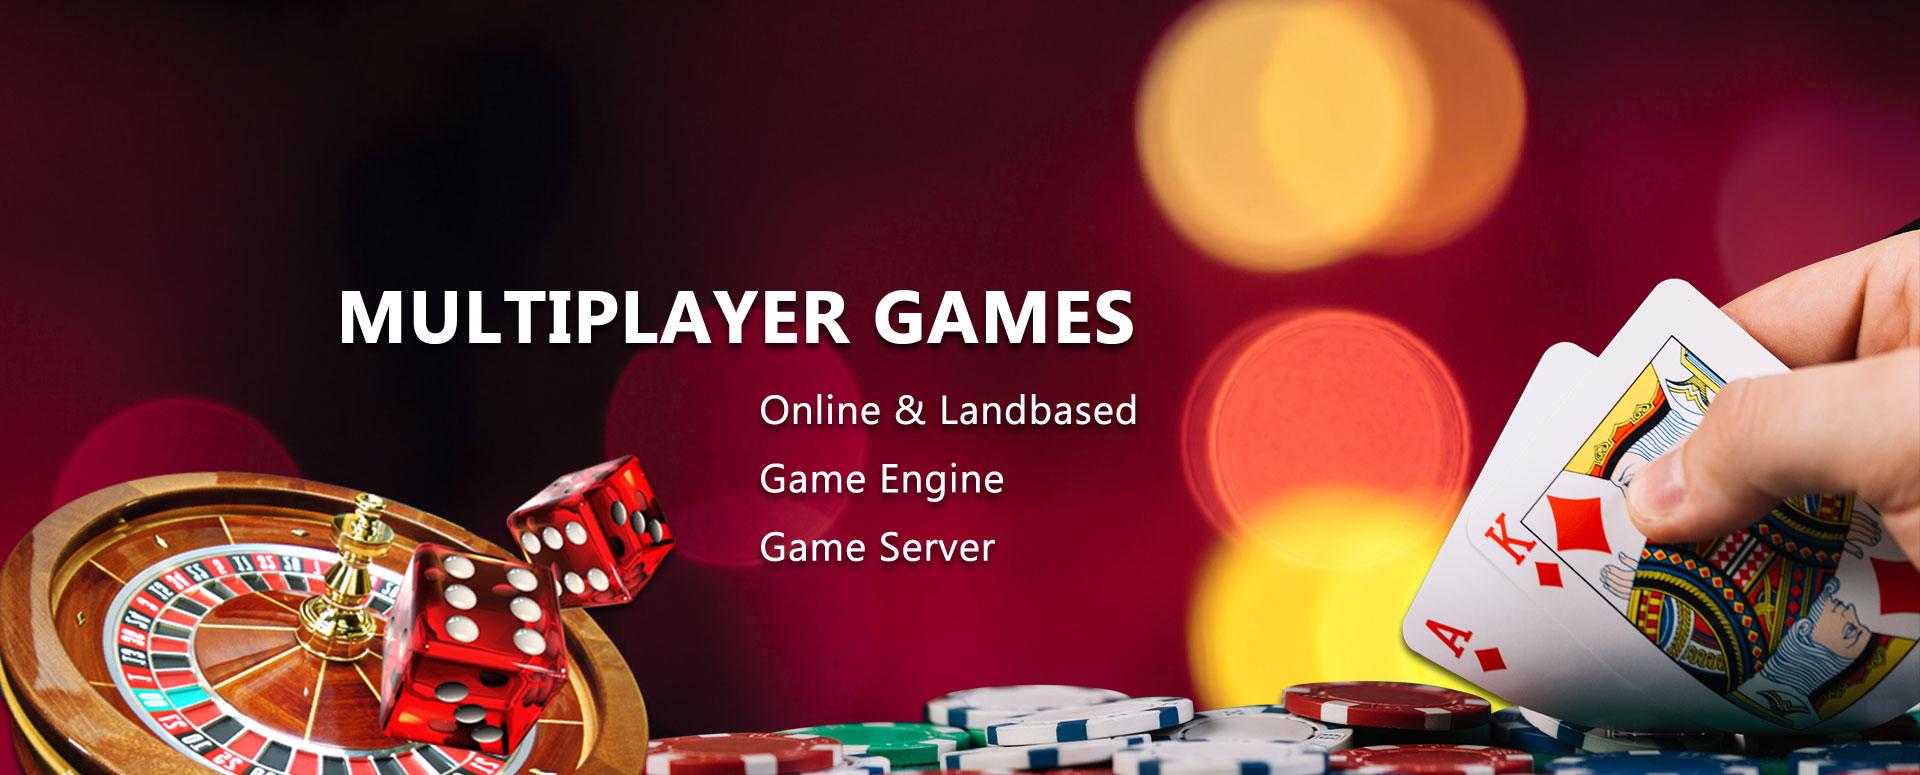 MULTIPLAYER GAMES
Online & Landbased
Game Engine
Game Server
K
A